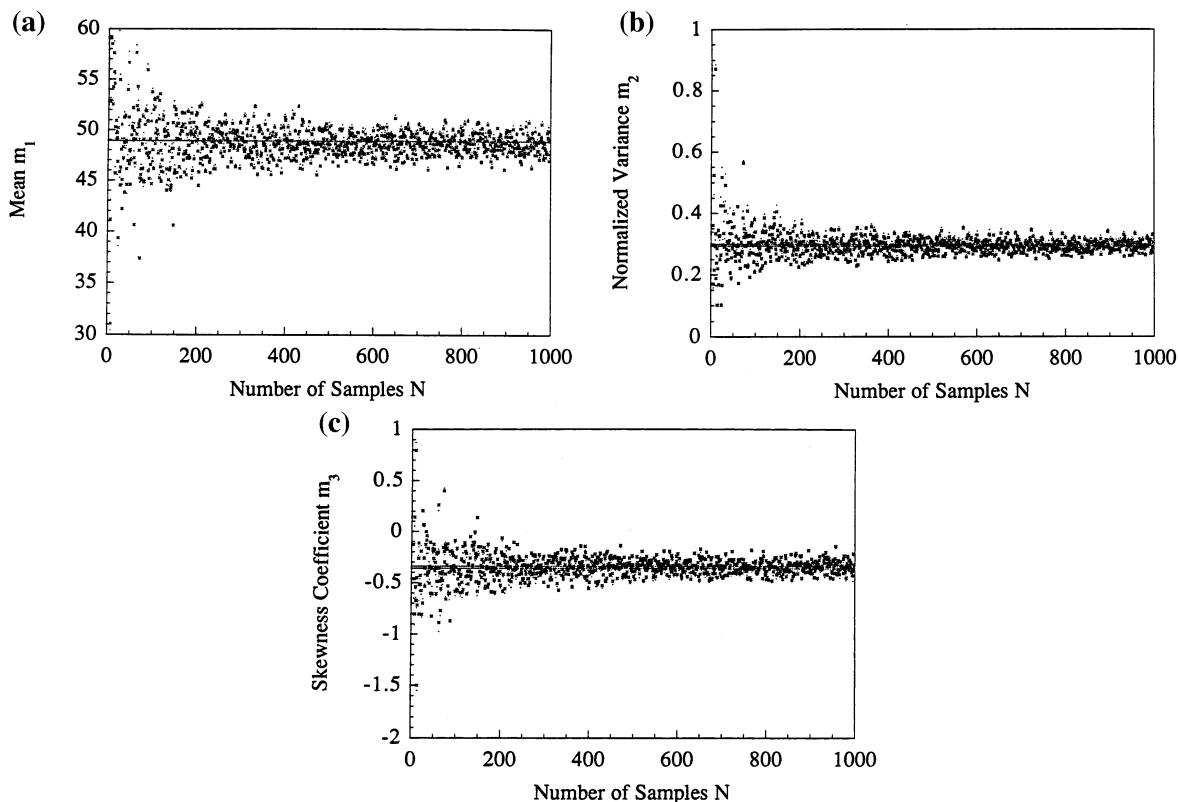 (a)
60
55
50
45
40
35
30
Mean m1
0 200 400 600 800 1000
Number of Samples N
(b)
1
0.8
0.6
0.4
0.2
0
Normalized Variance m2
0 200 400 600 800 1000
Number of Samples N
(c)
1
0.5
0
-0.5
-1
-1.5
-2
Skewness Coefficient m3
0 200 400 600 800 1000
Number of Samples N